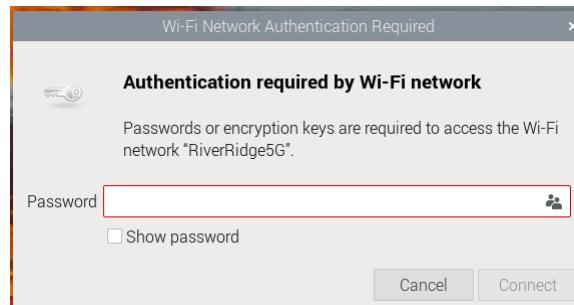 Wi-Fi Network Authentication Required
Authentication required by Wi-Fi network
Passwords or encryption keys are required to access the Wi-Fi
network “RiverRidge5G”.
Password
Show password
Cancel
Connect